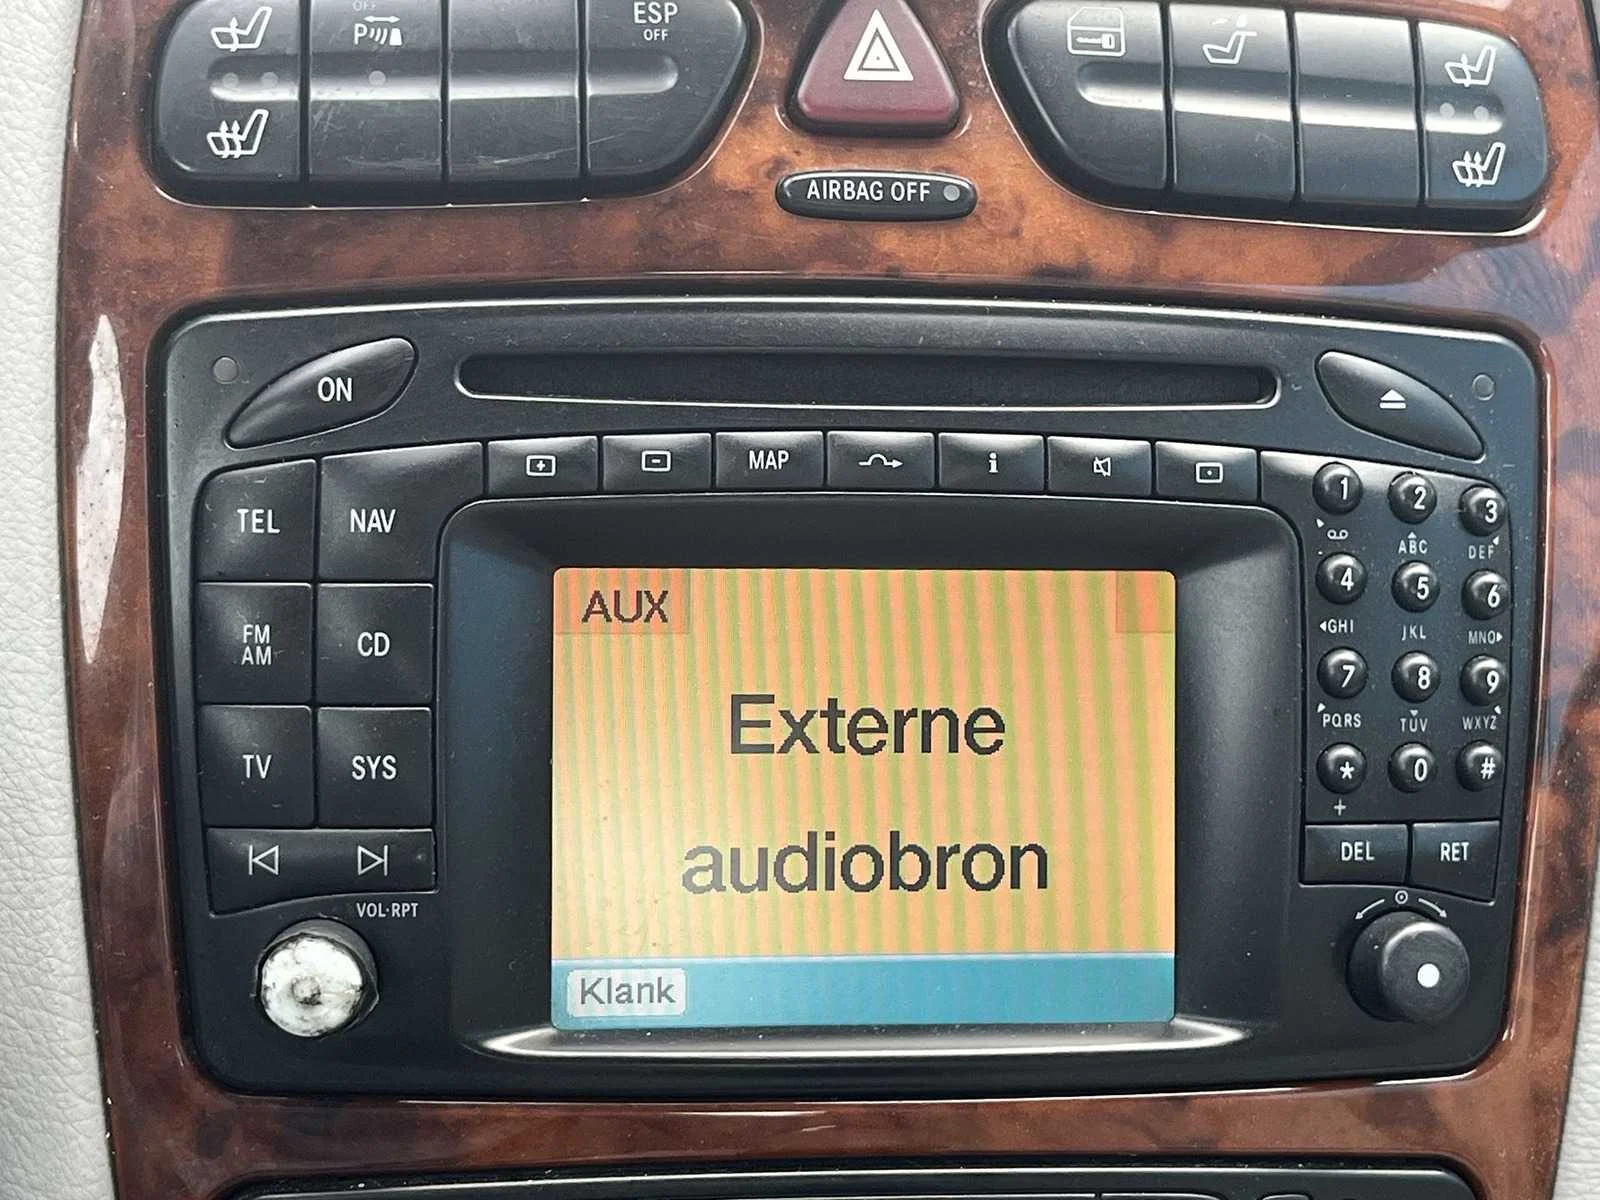 OFF
P
ESP
OFF
AIRBAG OFF
ON
MAP
i
TEL
NAV
FM
AM
CD
TV
SYS
VOL·RPT
AUX
Externe
audiobron
Klank
1
2
3
ABC
DEF
4
5
6
GHI
JKL
MNO
7
8
9
PQRS
TUV
WXYZ
*
0
#
+
DEL
RET